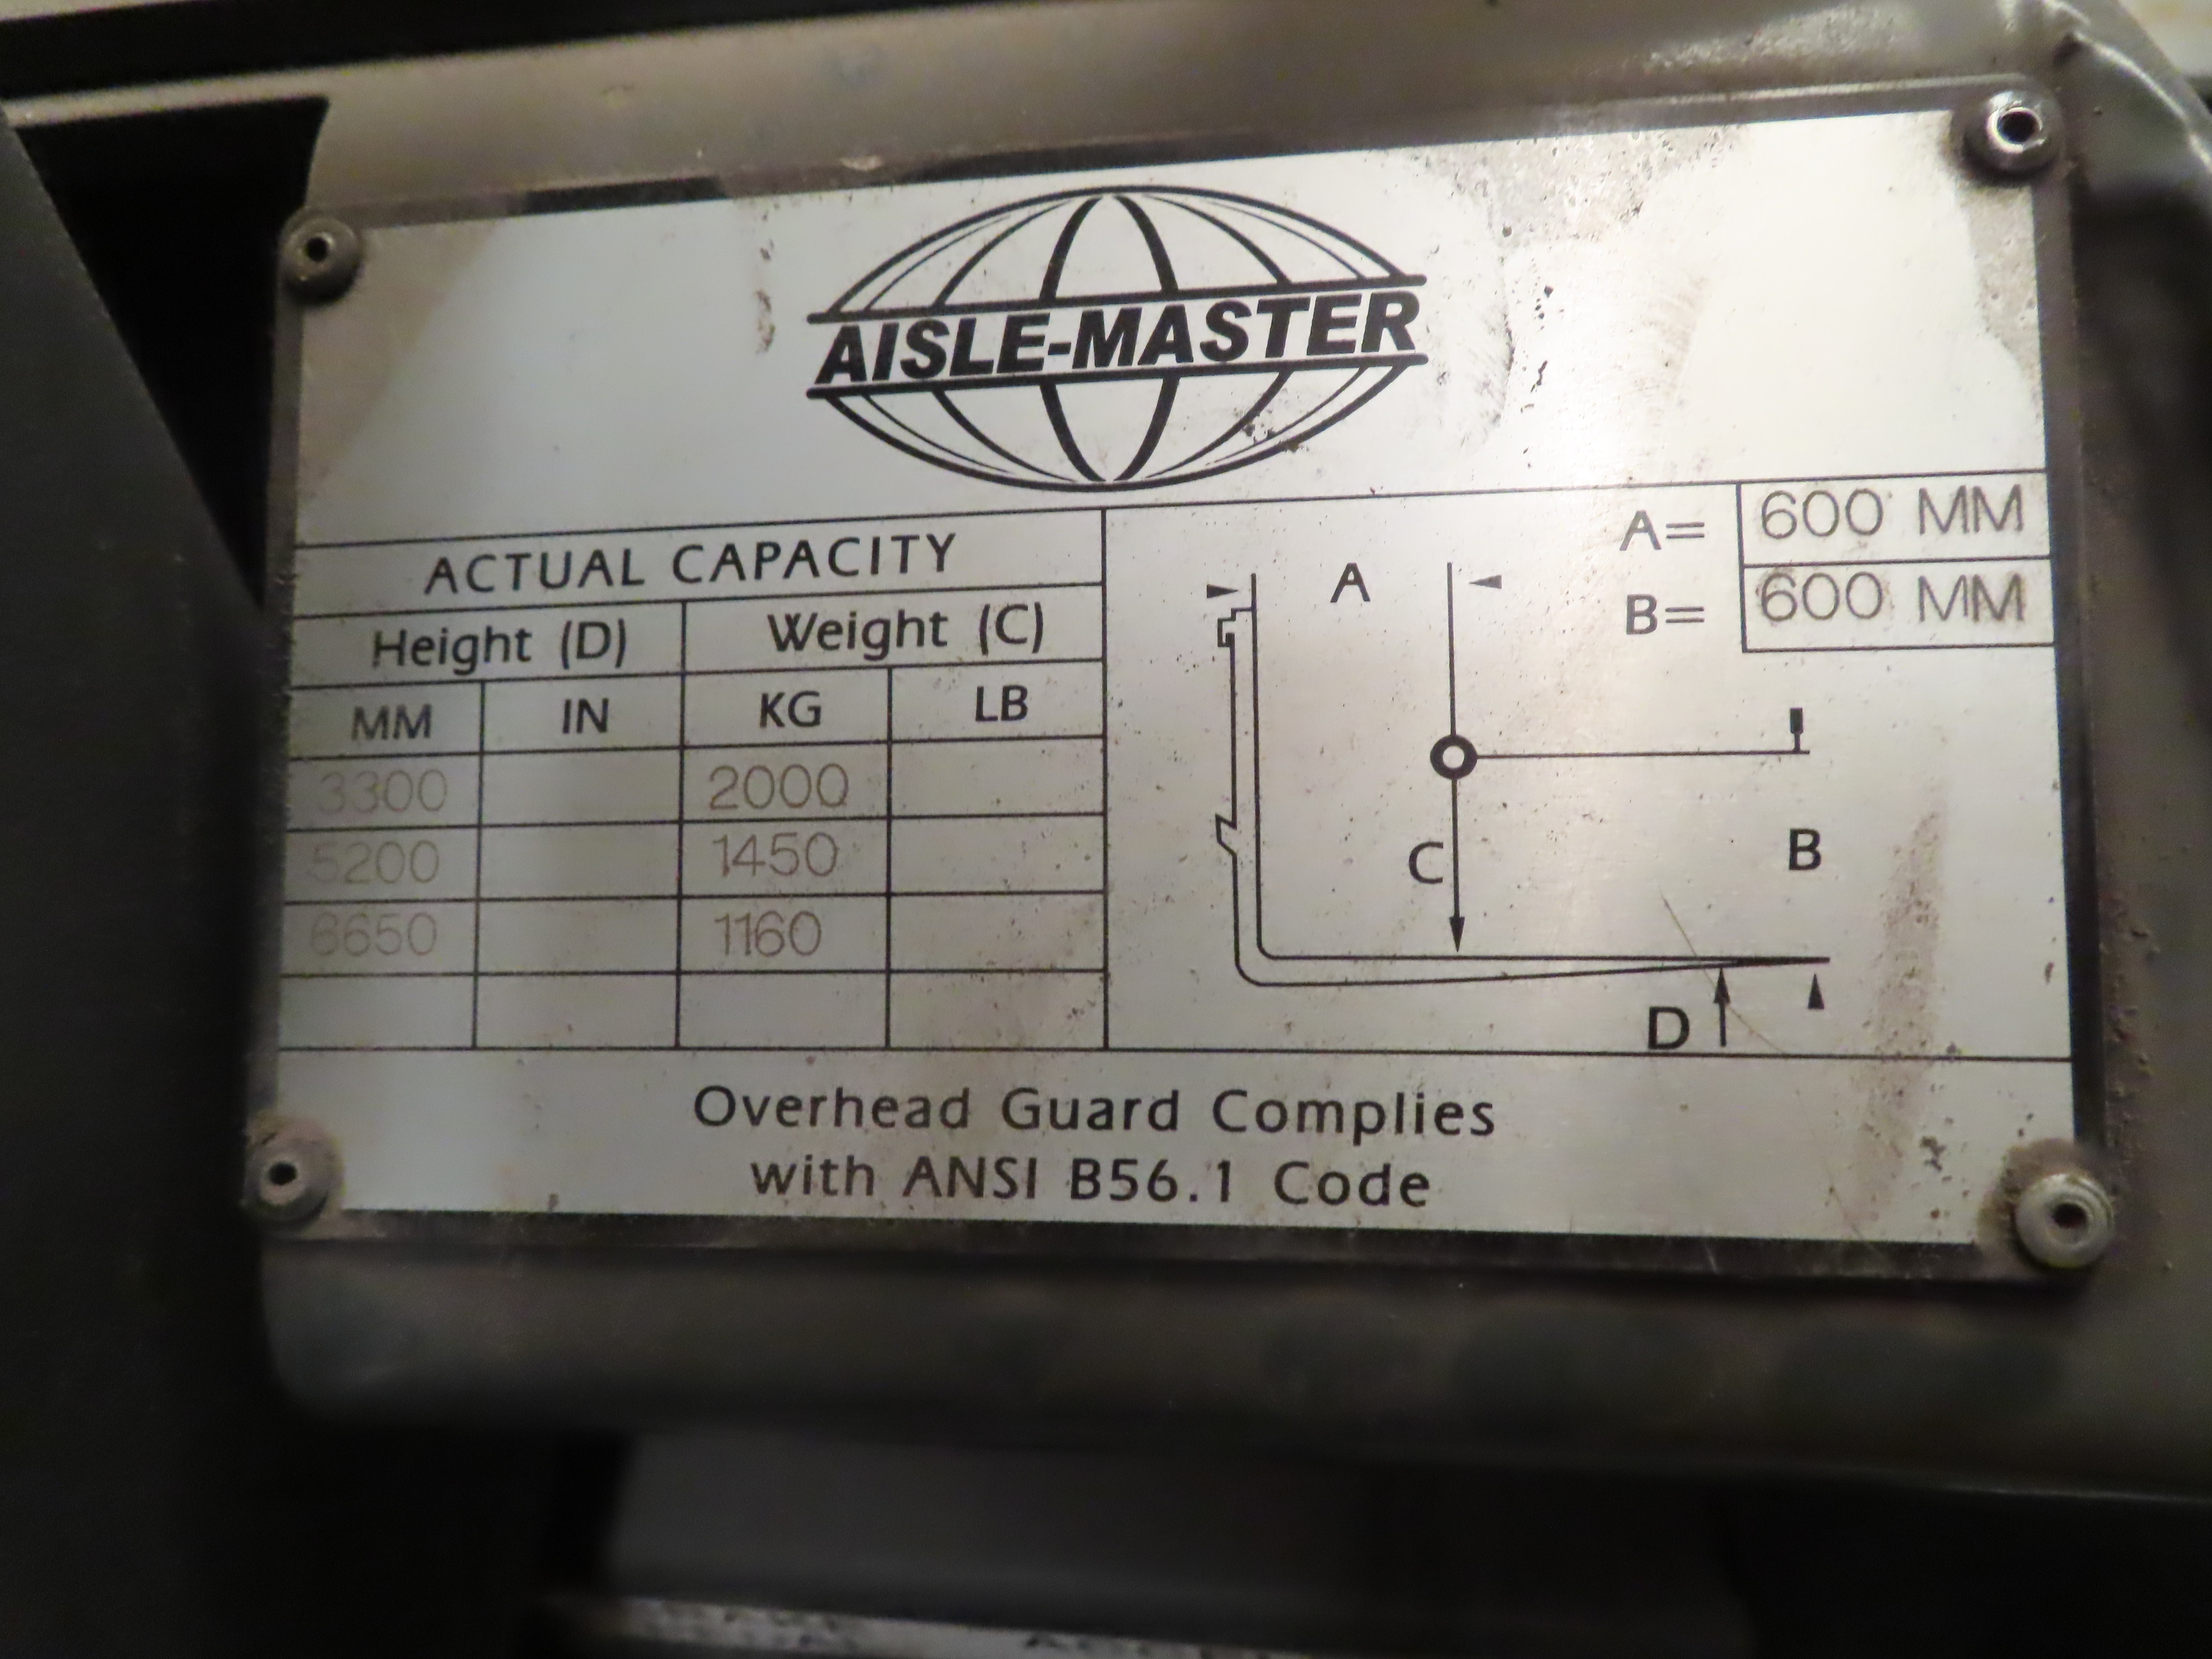 AISLE-MASTER
ACTUAL CAPACITY
Height (D) Weight (C)
MM IN KG LB
3300 2000
5200 1450
6650 1160
A= 600 MM
B= 600 MM
A
B
C
D
Overhead Guard Complies
with ANSI B56.1 Code